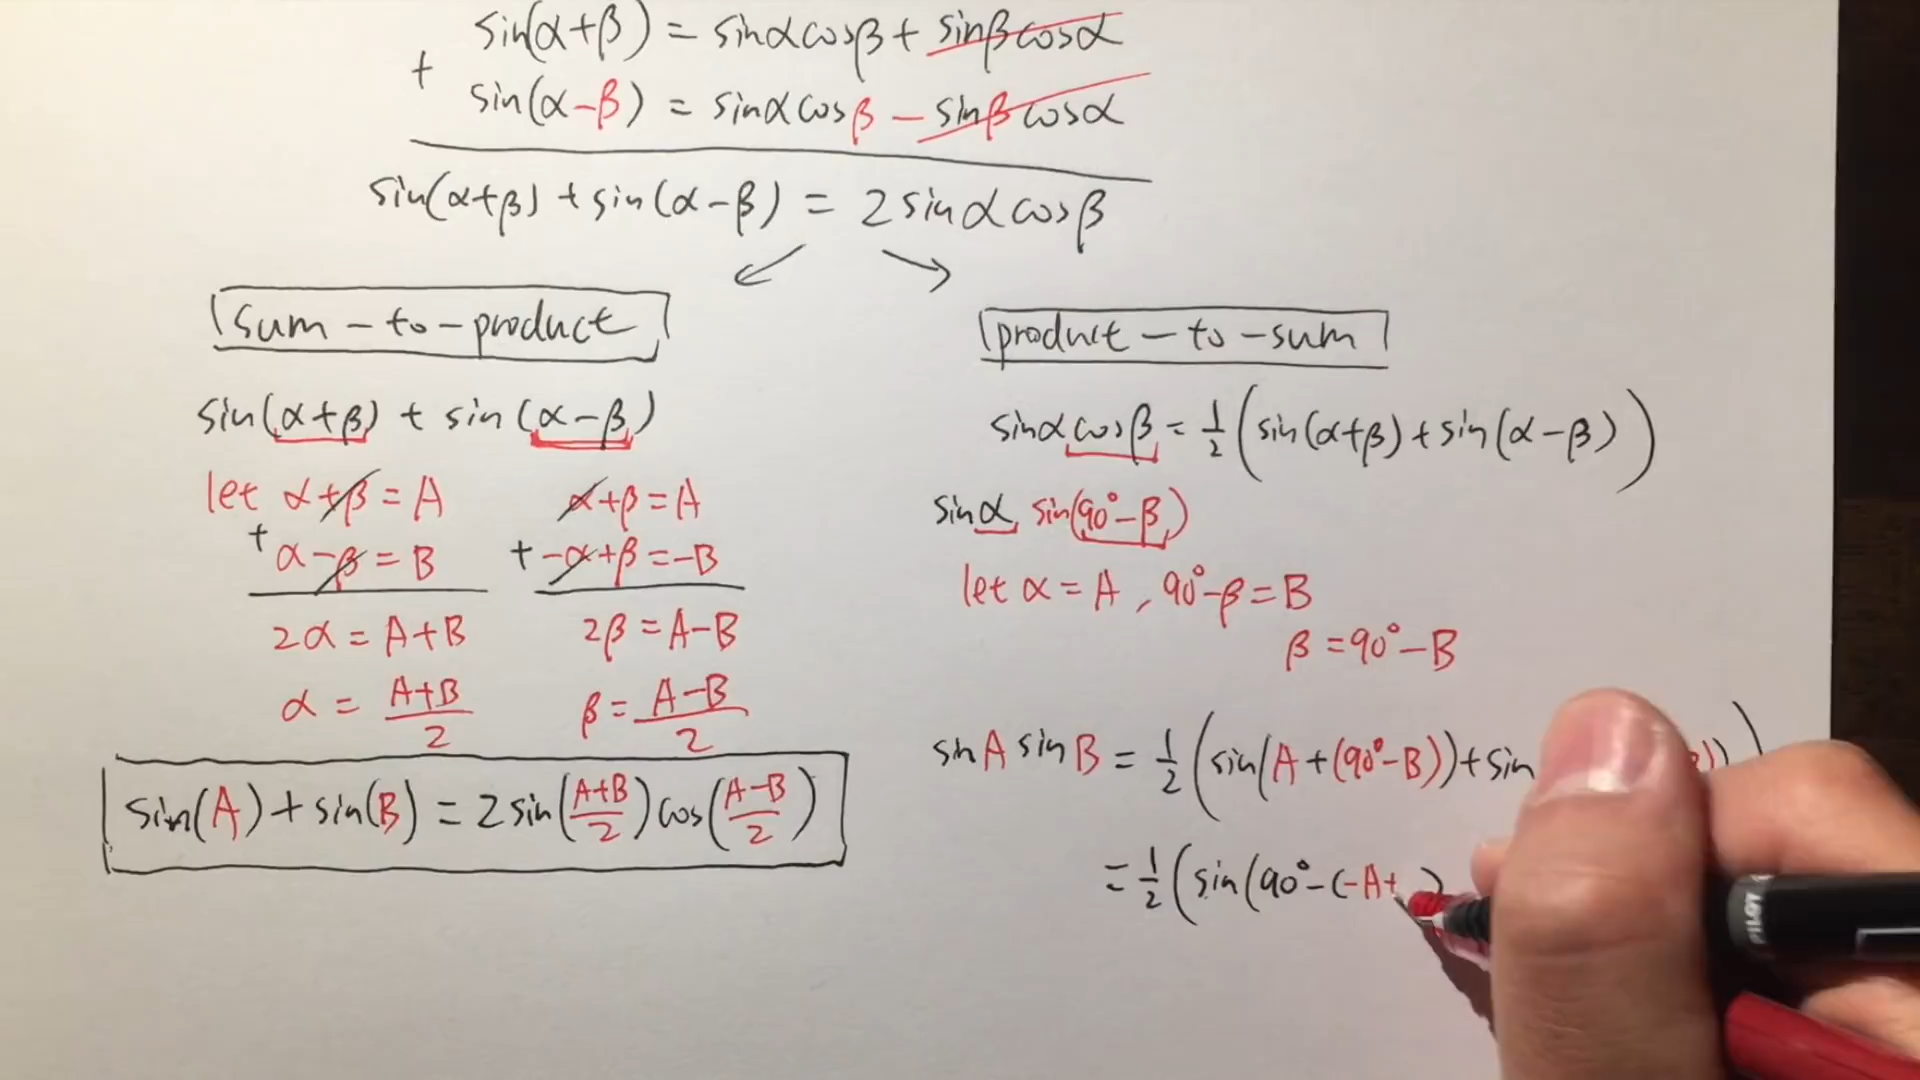 sin(α+β) = sinαcosβ + sinβcosα
+
sin(α-β) = sinαcosβ - sinβcosα
sin(α+β) + sin(α-β) = 2sinαcosβ
sum-to-product
sin(α+β) + sin(α-β)
let α+β = A
+ α-β = B
2α = A+B
α = A+B/2
α+β = A
+ -α+β = -B
2β = A-B
β = A-B/2
sin(A) + sin(B) = 2sin(A+B/2)cos(A-B/2)
product-to-sum
sinαcosβ = 1/2(sin(α+β) + sin(α-β))
sinα sin(90°-β)
let α = A, 90°-β = B
β = 90°-B
sinA sinB = 1/2(sin(A+(90°-B))+sin ))
= 1/2(sin(90°-(-A+ )
PILOT